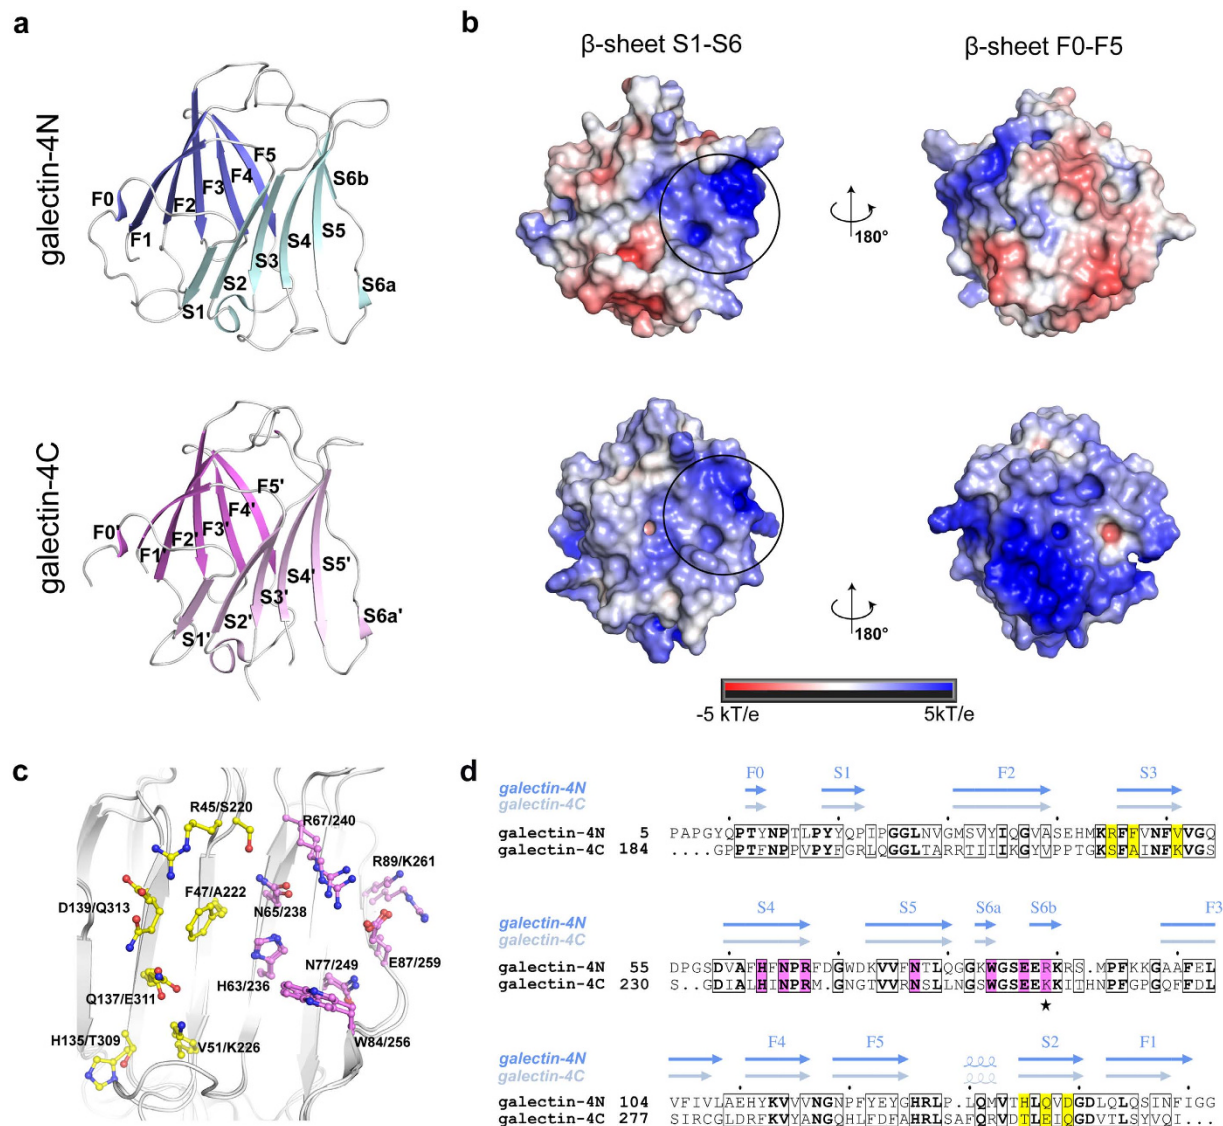 a
galectin-4N
F0
F1
F2
F3
F4
F5
S1
S2
S3
S4
S5
S6b
S6a
galectin-4C
F0'
F1'
F2'
F3'
F4'
F5'
S1'
S2'
S3'
S4'
S5'
S6a'
b
β-sheet S1-S6
β-sheet F0-F5
180°
180°
-5 kT/e
5kT/e
c
R45/S220
R67/240
R89/K261
F47/A222
D139/Q313
N65/238
E87/259
N77/249
H63/236
Q137/E311
W84/256
H135/T309
V51/K226
d
F0 S1 F2 S3
galectin-4N
galectin-4C
galectin-4N 5 PAPGYQPTYNPTLPYYQPIPGGLNVGMSVYIQGVASEHMKRFFVNFVVGQ
galectin-4C 184 ....GPPTFNPPVPYFGRLQGGLTARRTIIIKGYVPPTGKSFAINFKVGS
S4 S5 S6a S6b F3
galectin-4N
galectin-4C
galectin-4N 55 DPGSDVAFHFNPRFDGWDKVVFNTLQGGKWGSEERKRS.MPFKKGAAFEL
galectin-4C 230 S..GDIALHINPRM.GNGTVVRNSLLNGSWGSEEKKITHNPFGPGQFFDL
★
F4 F5 S2 F1
galectin-4N
galectin-4C
galectin-4N 104 VFIVLAEHYKVVVNGNPFYEYGHRLP.LQMVTHLQVDGDLQLQSINFIGG
galectin-4C 277 SIRCGLDRFKVYANGQHLFDFAHRLSAFQRVDTLEIQGDVTLSYVQI...